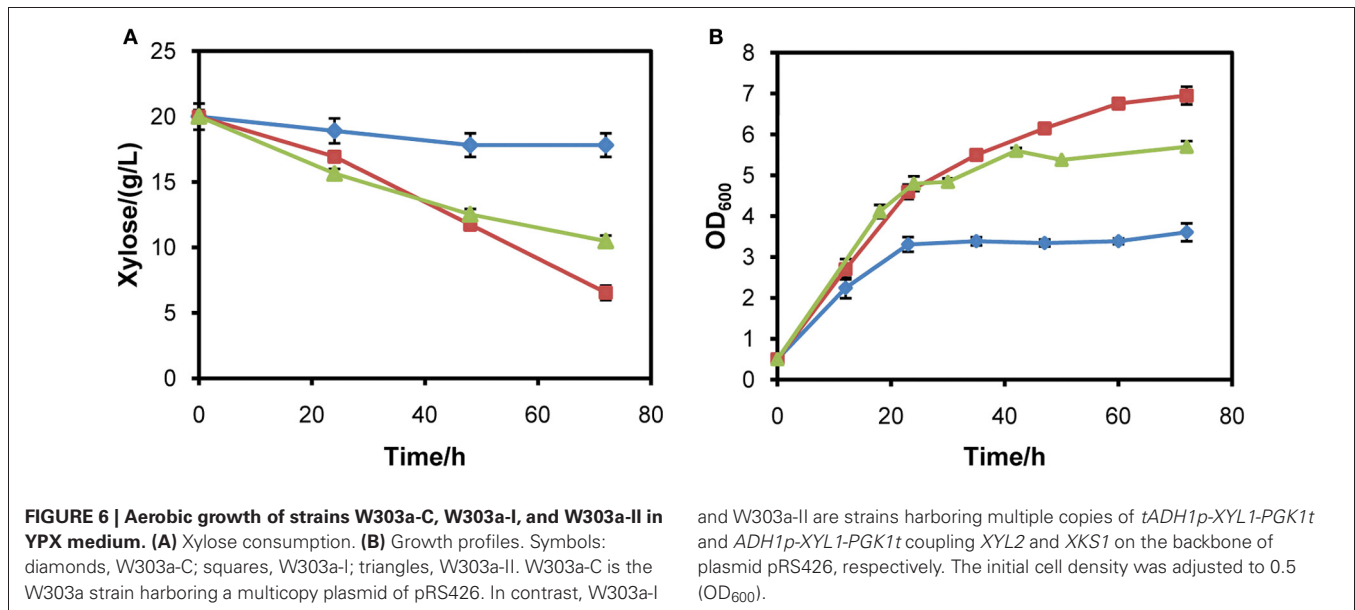 A
25
20
15
10
5
0
Xylose/(g/L)
0 20 40 60 80
Time/h
B
8
7
6
5
4
3
2
1
0
OD600
0 20 40 60 80
Time/h
FIGURE 6 | Aerobic growth of strains W303a-C, W303a-I, and W303a-II in
YPX medium. (A) Xylose consumption. (B) Growth profiles. Symbols:
diamonds, W303a-C; squares, W303a-I; triangles, W303a-II. W303a-C is the
W303a strain harboring a multicopy plasmid of pRS426. In contrast, W303a-I
and W303a-II are strains harboring multiple copies of tADH1p-XYL1-PGK1t
and ADH1p-XYL1-PGK1t coupling XYL2 and XKS1 on the backbone of
plasmid pRS426, respectively. The initial cell density was adjusted to 0.5
(OD600).